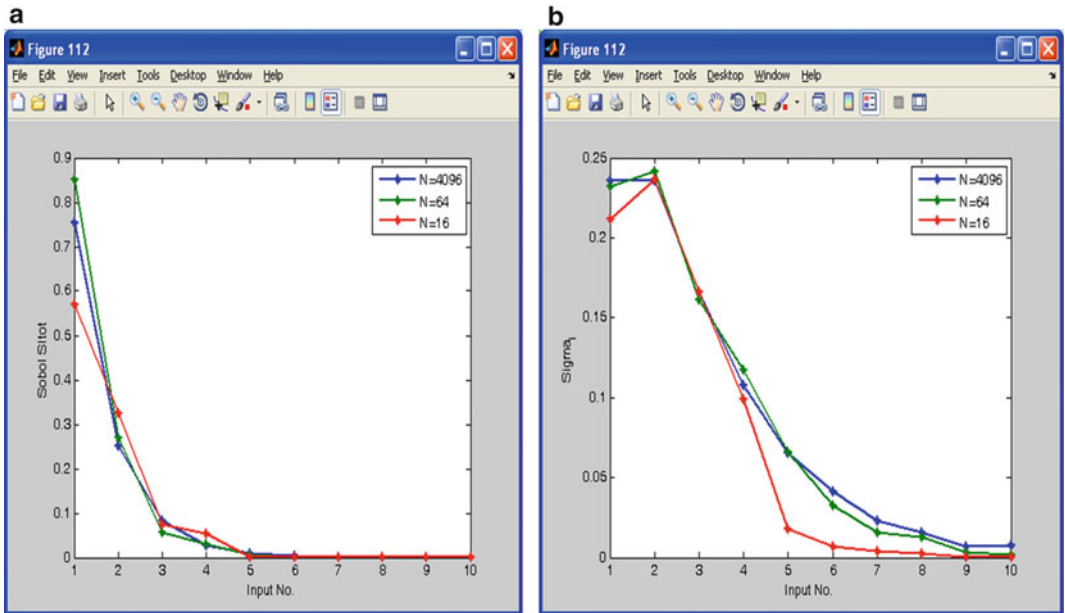 a
Figure 112
File Edit View Insert Tools Desktop Window Help
0.9
0.8
0.7
0.6
0.5
0.4
0.3
0.2
0.1
0
Sobol SItot
N=4096
N=64
N=16
1 2 3 4 5 6 7 8 9 10
Input No.
b
Figure 112
File Edit View Insert Tools Desktop Window Help
0.25
0.2
0.15
0.1
0.05
0
Sigma
N=4096
N=64
N=16
1 2 3 4 5 6 7 8 9 10
Input No.